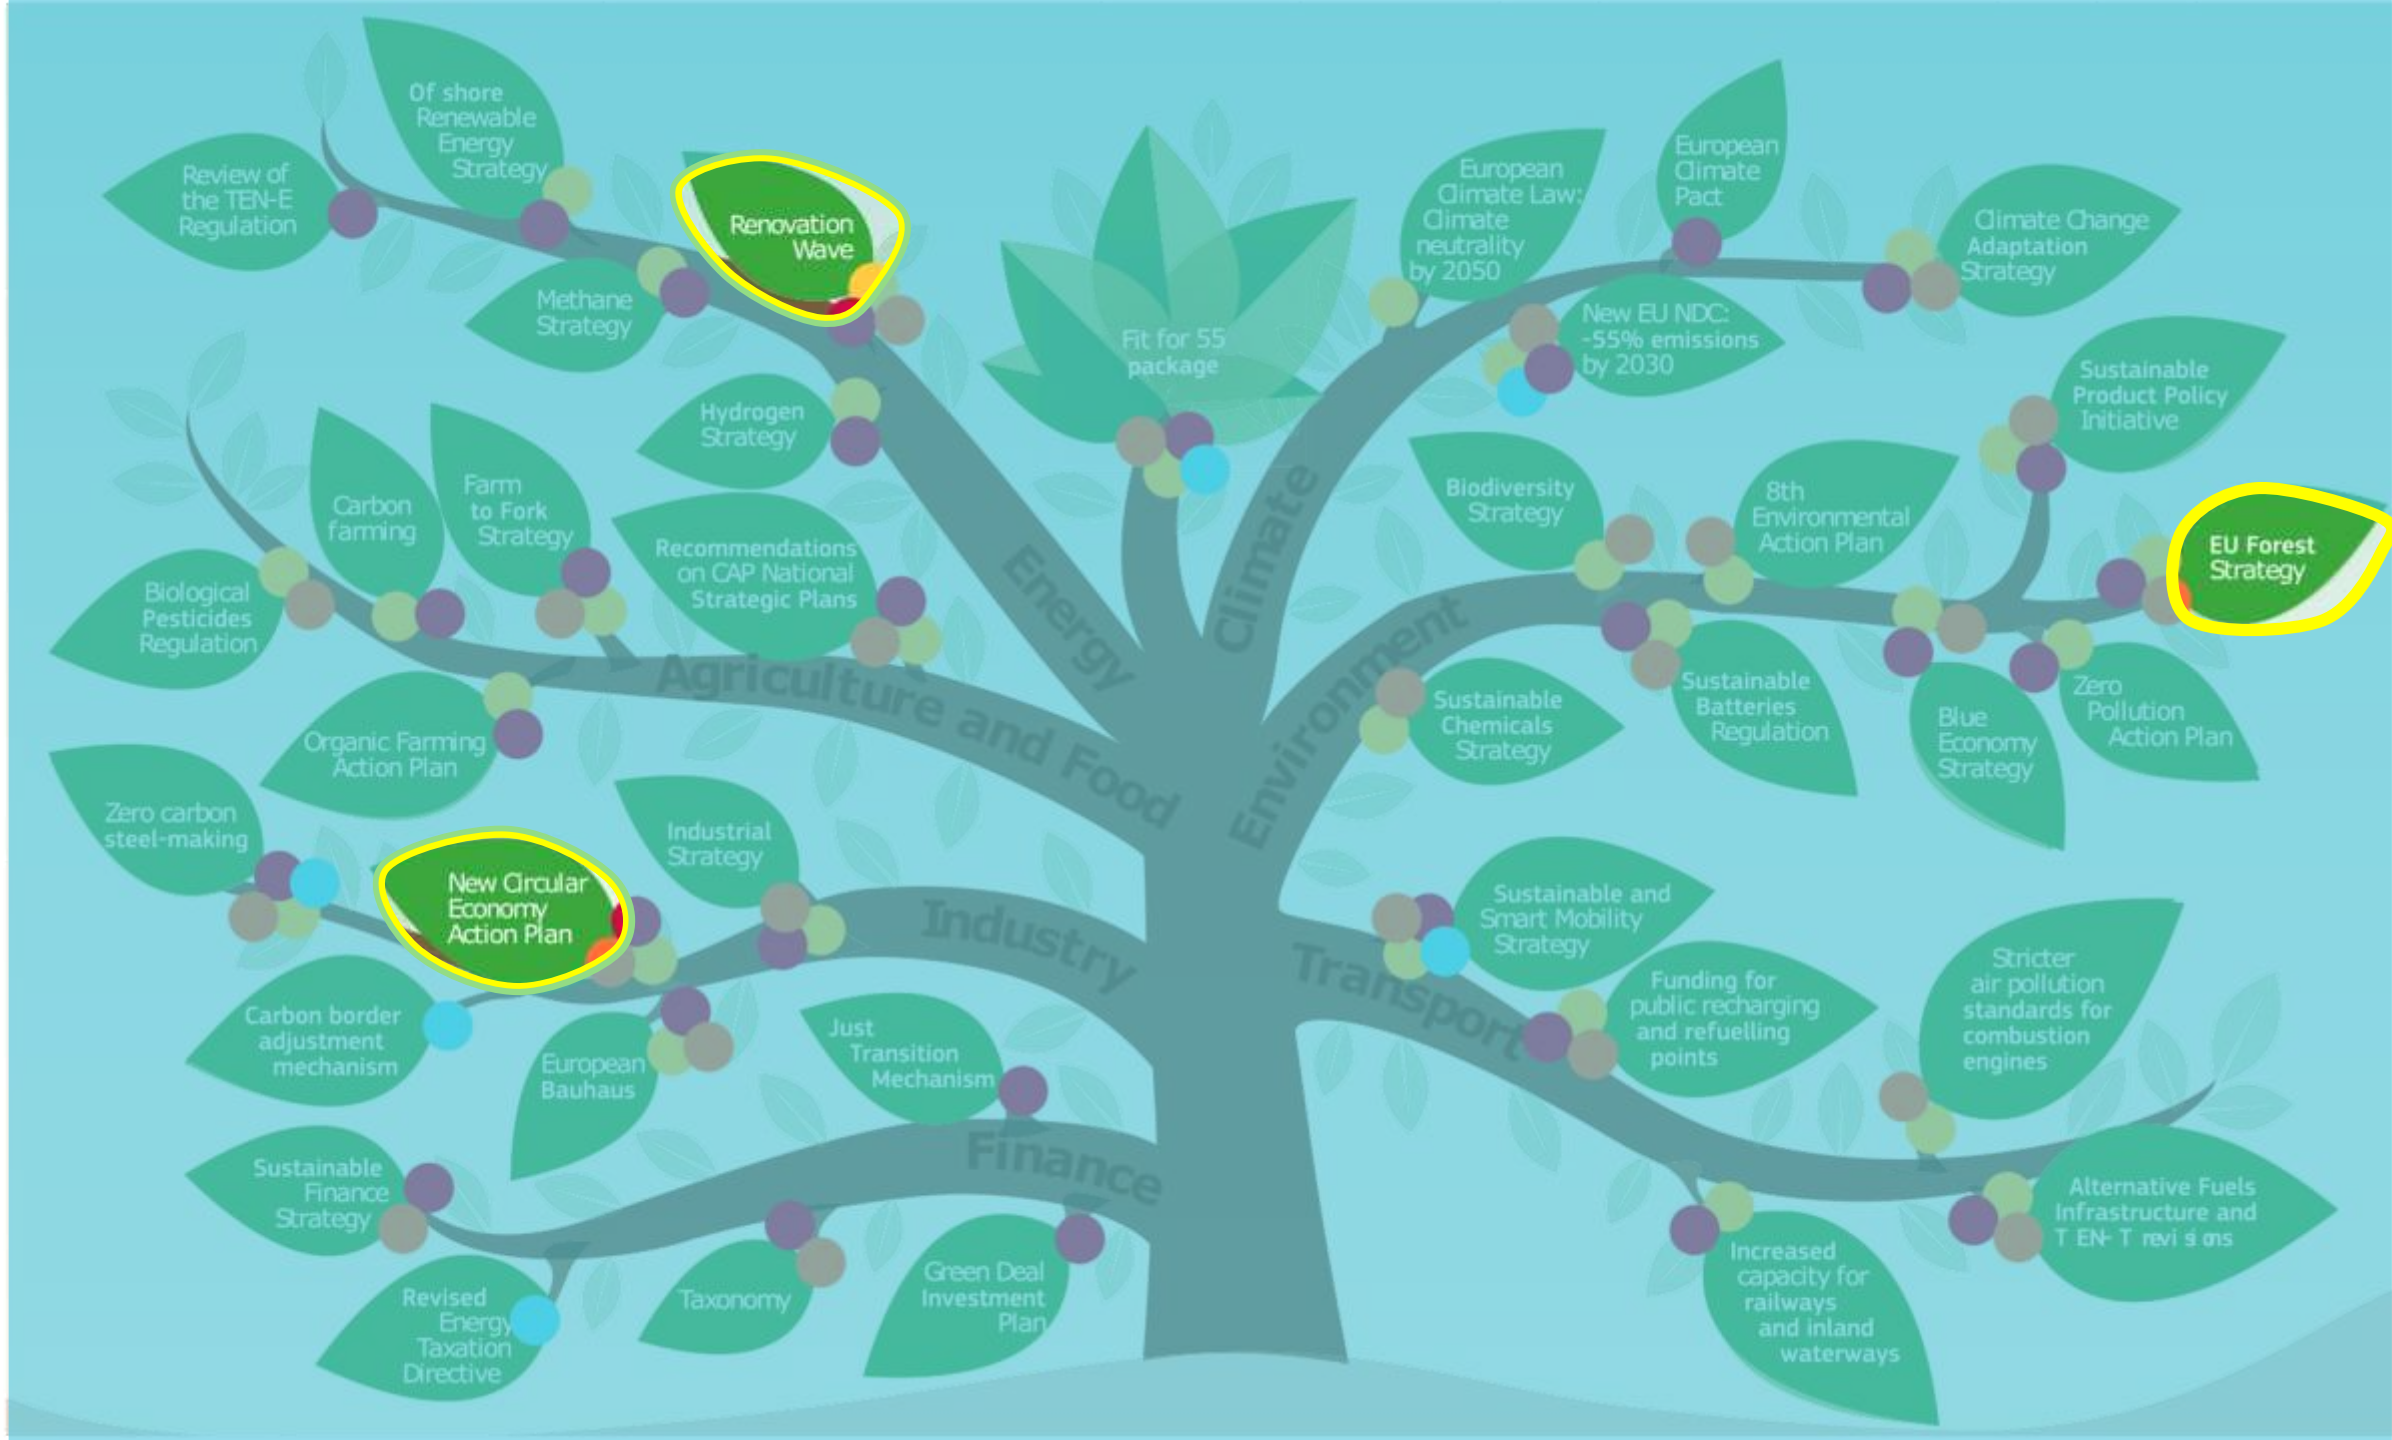 Of shore
Renewable
Energy
Strategy
Review of
the TEN-E
Regulation
Renovation
Wave
Methane
Strategy
Hydrogen
Strategy
Fit for 55
package
European
Climate Law:
Climate
neutrality
by 2050
European
Climate
Pact
Climate Change
Adaptation
Strategy
New EU NDC:
-55% emissions
by 2030
Sustainable
Product Policy
Initiative
Carbon
farming
Farm
to Fork
Strategy
Recommendations
on CAP National
Strategic Plans
Biological
Pesticides
Regulation
Organic Farming
Action Plan
Energy
Climate
Agriculture and Food
Environment
Biodiversity
Strategy
8th
Environmental
Action Plan
EU Forest
Strategy
Sustainable
Chemicals
Strategy
Sustainable
Batteries
Regulation
Blue
Economy
Strategy
Zero
Pollution
Action Plan
Zero carbon
steel-making
New Circular
Economy
Action Plan
Industrial
Strategy
Industry
Carbon border
adjustment
mechanism
European
Bauhaus
Just
Transition
Mechanism
Transport
Sustainable and
Smart Mobility
Strategy
Funding for
public recharging
and refuelling
points
Stricter
air pollution
standards for
combustion
engines
Finance
Sustainable
Finance
Strategy
Revised
Energy
Taxation
Directive
Taxonomy
Green Deal
Investment
Plan
Increased
capacity for
railways
and inland
waterways
Alternative Fuels
Infrastructure and
TEN-T revisions